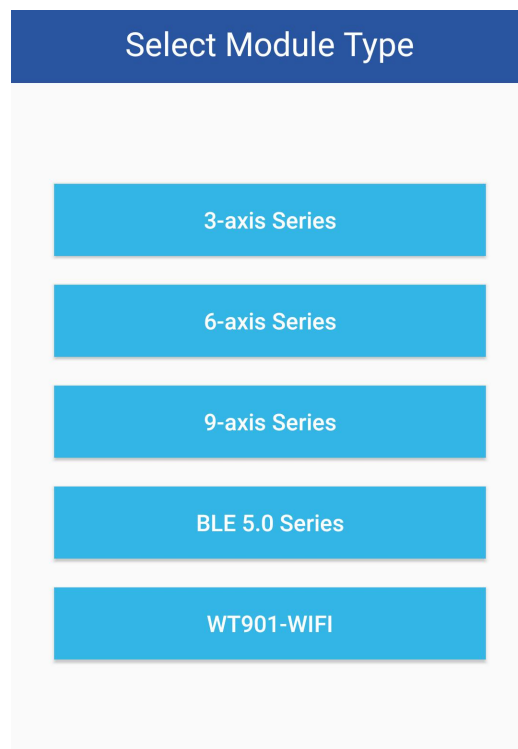 Select Module Type
3-axis Series
6-axis Series
9-axis Series
BLE 5.0 Series
WT901-WIFI